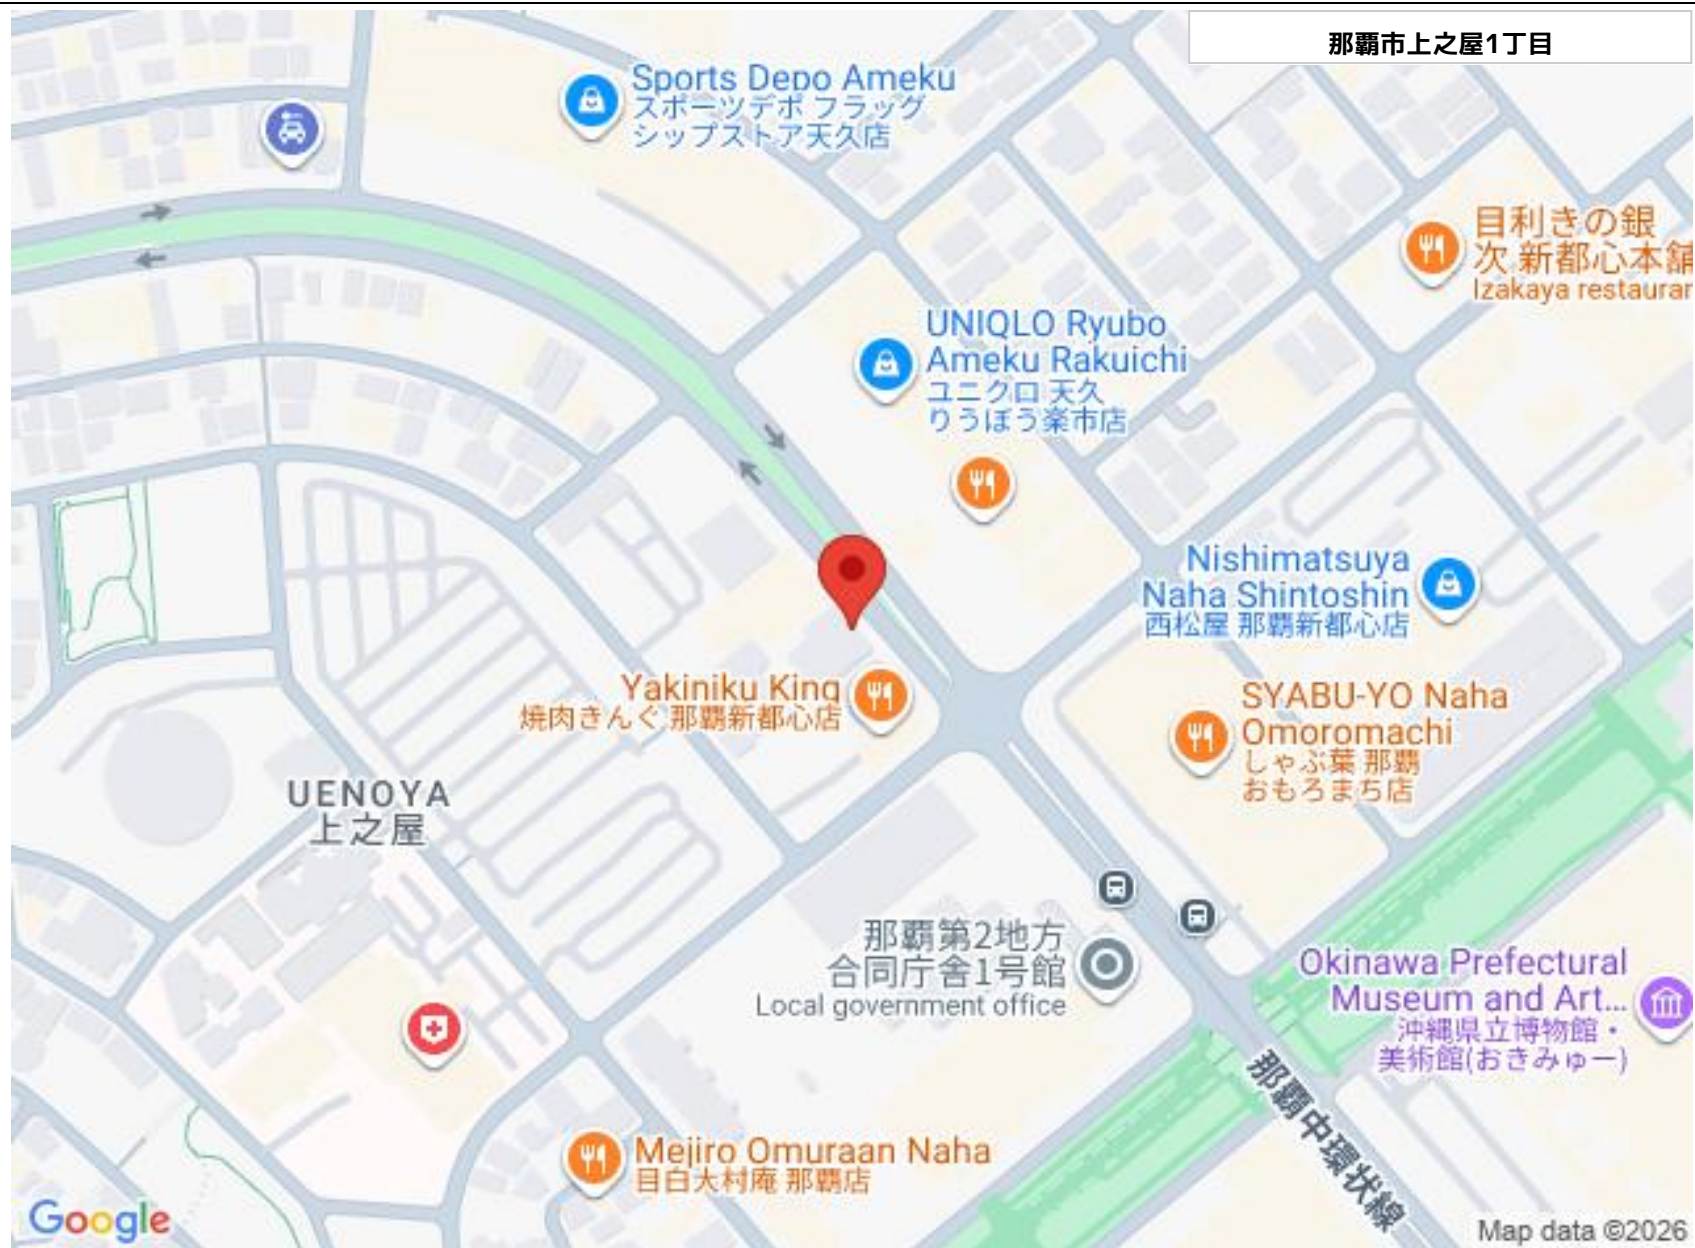 那覇市上之屋1丁目
Sports Depo Ameku
スポーツデポ フラッグ
シップストア天久店
目利きの銀
次 新都心本舗
Izakaya restauran
UNIQLO Ryubo
Ameku Rakuichi
ユニクロ 天久
りうぼう楽市店
Nishimatsuya
Naha Shintoshin
西松屋 那覇新都心店
Yakiniku King
焼肉きんぐ 那覇新都心店
SYABU-YO Naha
Omoromachi
しゃぶ葉 那覇
おもろまち店
UENOYA
上之屋
那覇第2地方
合同庁舎1号館
Local government office
Okinawa Prefectural
Museum and Art...
沖縄県立博物館・
美術館(おきみゅー)
那覇中環状線
Mejiro Omuraan Naha
目白大村庵 那覇店
Google
Map data ©2026